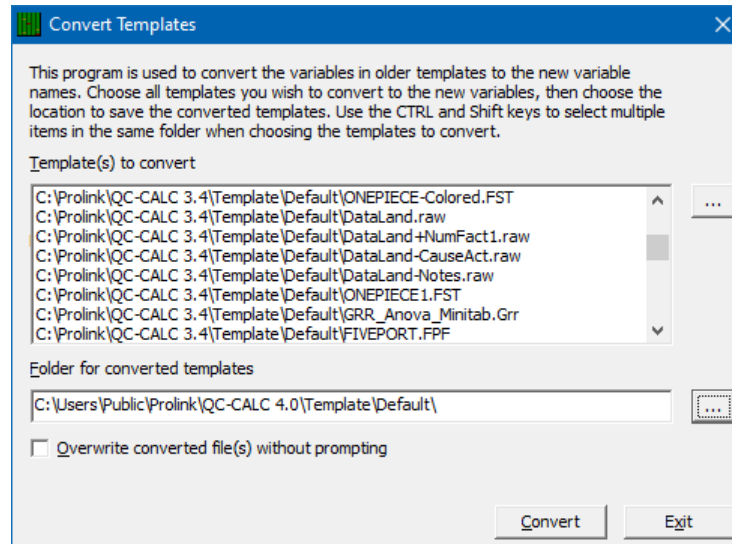 Convert Templates
This program is used to convert the variables in older templates to the new variable
names. Choose all templates you wish to convert to the new variables, then choose the
location to save the converted templates. Use the CTRL and Shift keys to select multiple
items in the same folder when choosing the templates to convert.
Template(s) to convert
C:\Prolink\QC-CALC 3.4\Template\Default\ONEPIECE-Colored.FST
C:\Prolink\QC-CALC 3.4\Template\Default\DataLand.raw
C:\Prolink\QC-CALC 3.4\Template\Default\DataLand+NumFact1.raw
C:\Prolink\QC-CALC 3.4\Template\Default\DataLand-CauseAct.raw
C:\Prolink\QC-CALC 3.4\Template\Default\DataLand-Notes.raw
C:\Prolink\QC-CALC 3.4\Template\Default\ONEPIECE1.FST
C:\Prolink\QC-CALC 3.4\Template\Default\GRR_Anova_Minitab.Grr
C:\Prolink\QC-CALC 3.4\Template\Default\FIVEPORT.FPF
...
Folder for converted templates
C:\Users\Public\Prolink\QC-CALC 4.0\Template\Default\
...
Overwrite converted file(s) without prompting
Convert
Exit